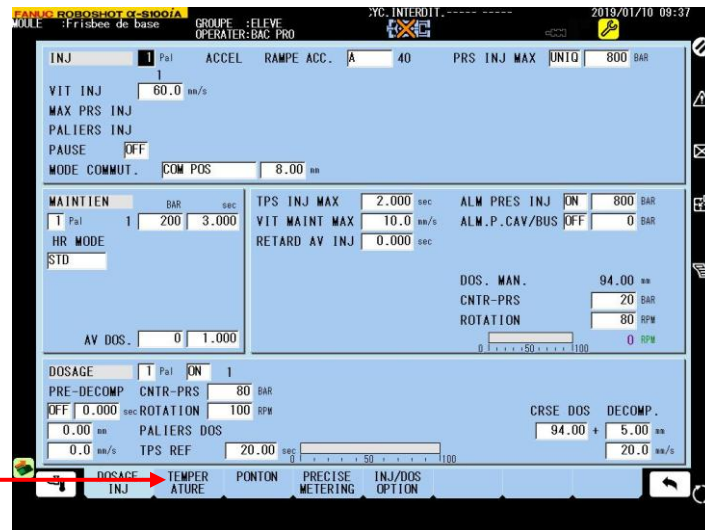 FANUC ROBOSHOT α-S100iA GROUPE :ELEVE CYC.INTERDIT.----- ----- 2019/01/10 09:37
MOULE :Frisbee de base OPERATER:BAC PRO
INJ 1 Pal ACCEL RAMPE ACC. A 40 PRS INJ MAX UNIQ 800 BAR
1
VIT INJ 60.0 mm/s
MAX PRS INJ
PALIERS INJ
PAUSE OFF
MODE COMMUT. COM POS 8.00 mm
MAINTIEN BAR sec TPS INJ MAX 2.000 sec ALM PRES INJ ON 800 BAR
1 Pal 1 200 3.000 VIT MAINT MAX 10.0 mm/s ALM.P.CAV/BUS OFF 0 BAR
HR MODE RETARD AV INJ 0.000 sec
STD
DOS. MAN. 94.00 mm
CNTR-PRS 20 BAR
ROTATION 80 RPM
AV DOS. 0 1.000 0 RPM
0 50 100
DOSAGE 1 Pal ON 1
PRE-DECOMP CNTR-PRS 80 BAR
OFF 0.000 sec ROTATION 100 RPM CRSE DOS DECOMP.
0.00 mm PALIERS DOS 94.00 + 5.00 mm
0.0 mm/s TPS REF 20.00 sec 20.0 mm/s
0 50 100
DOSAGE TEMPER PONTON PRECISE INJ/DOS
INJ ATURE METERING OPTION